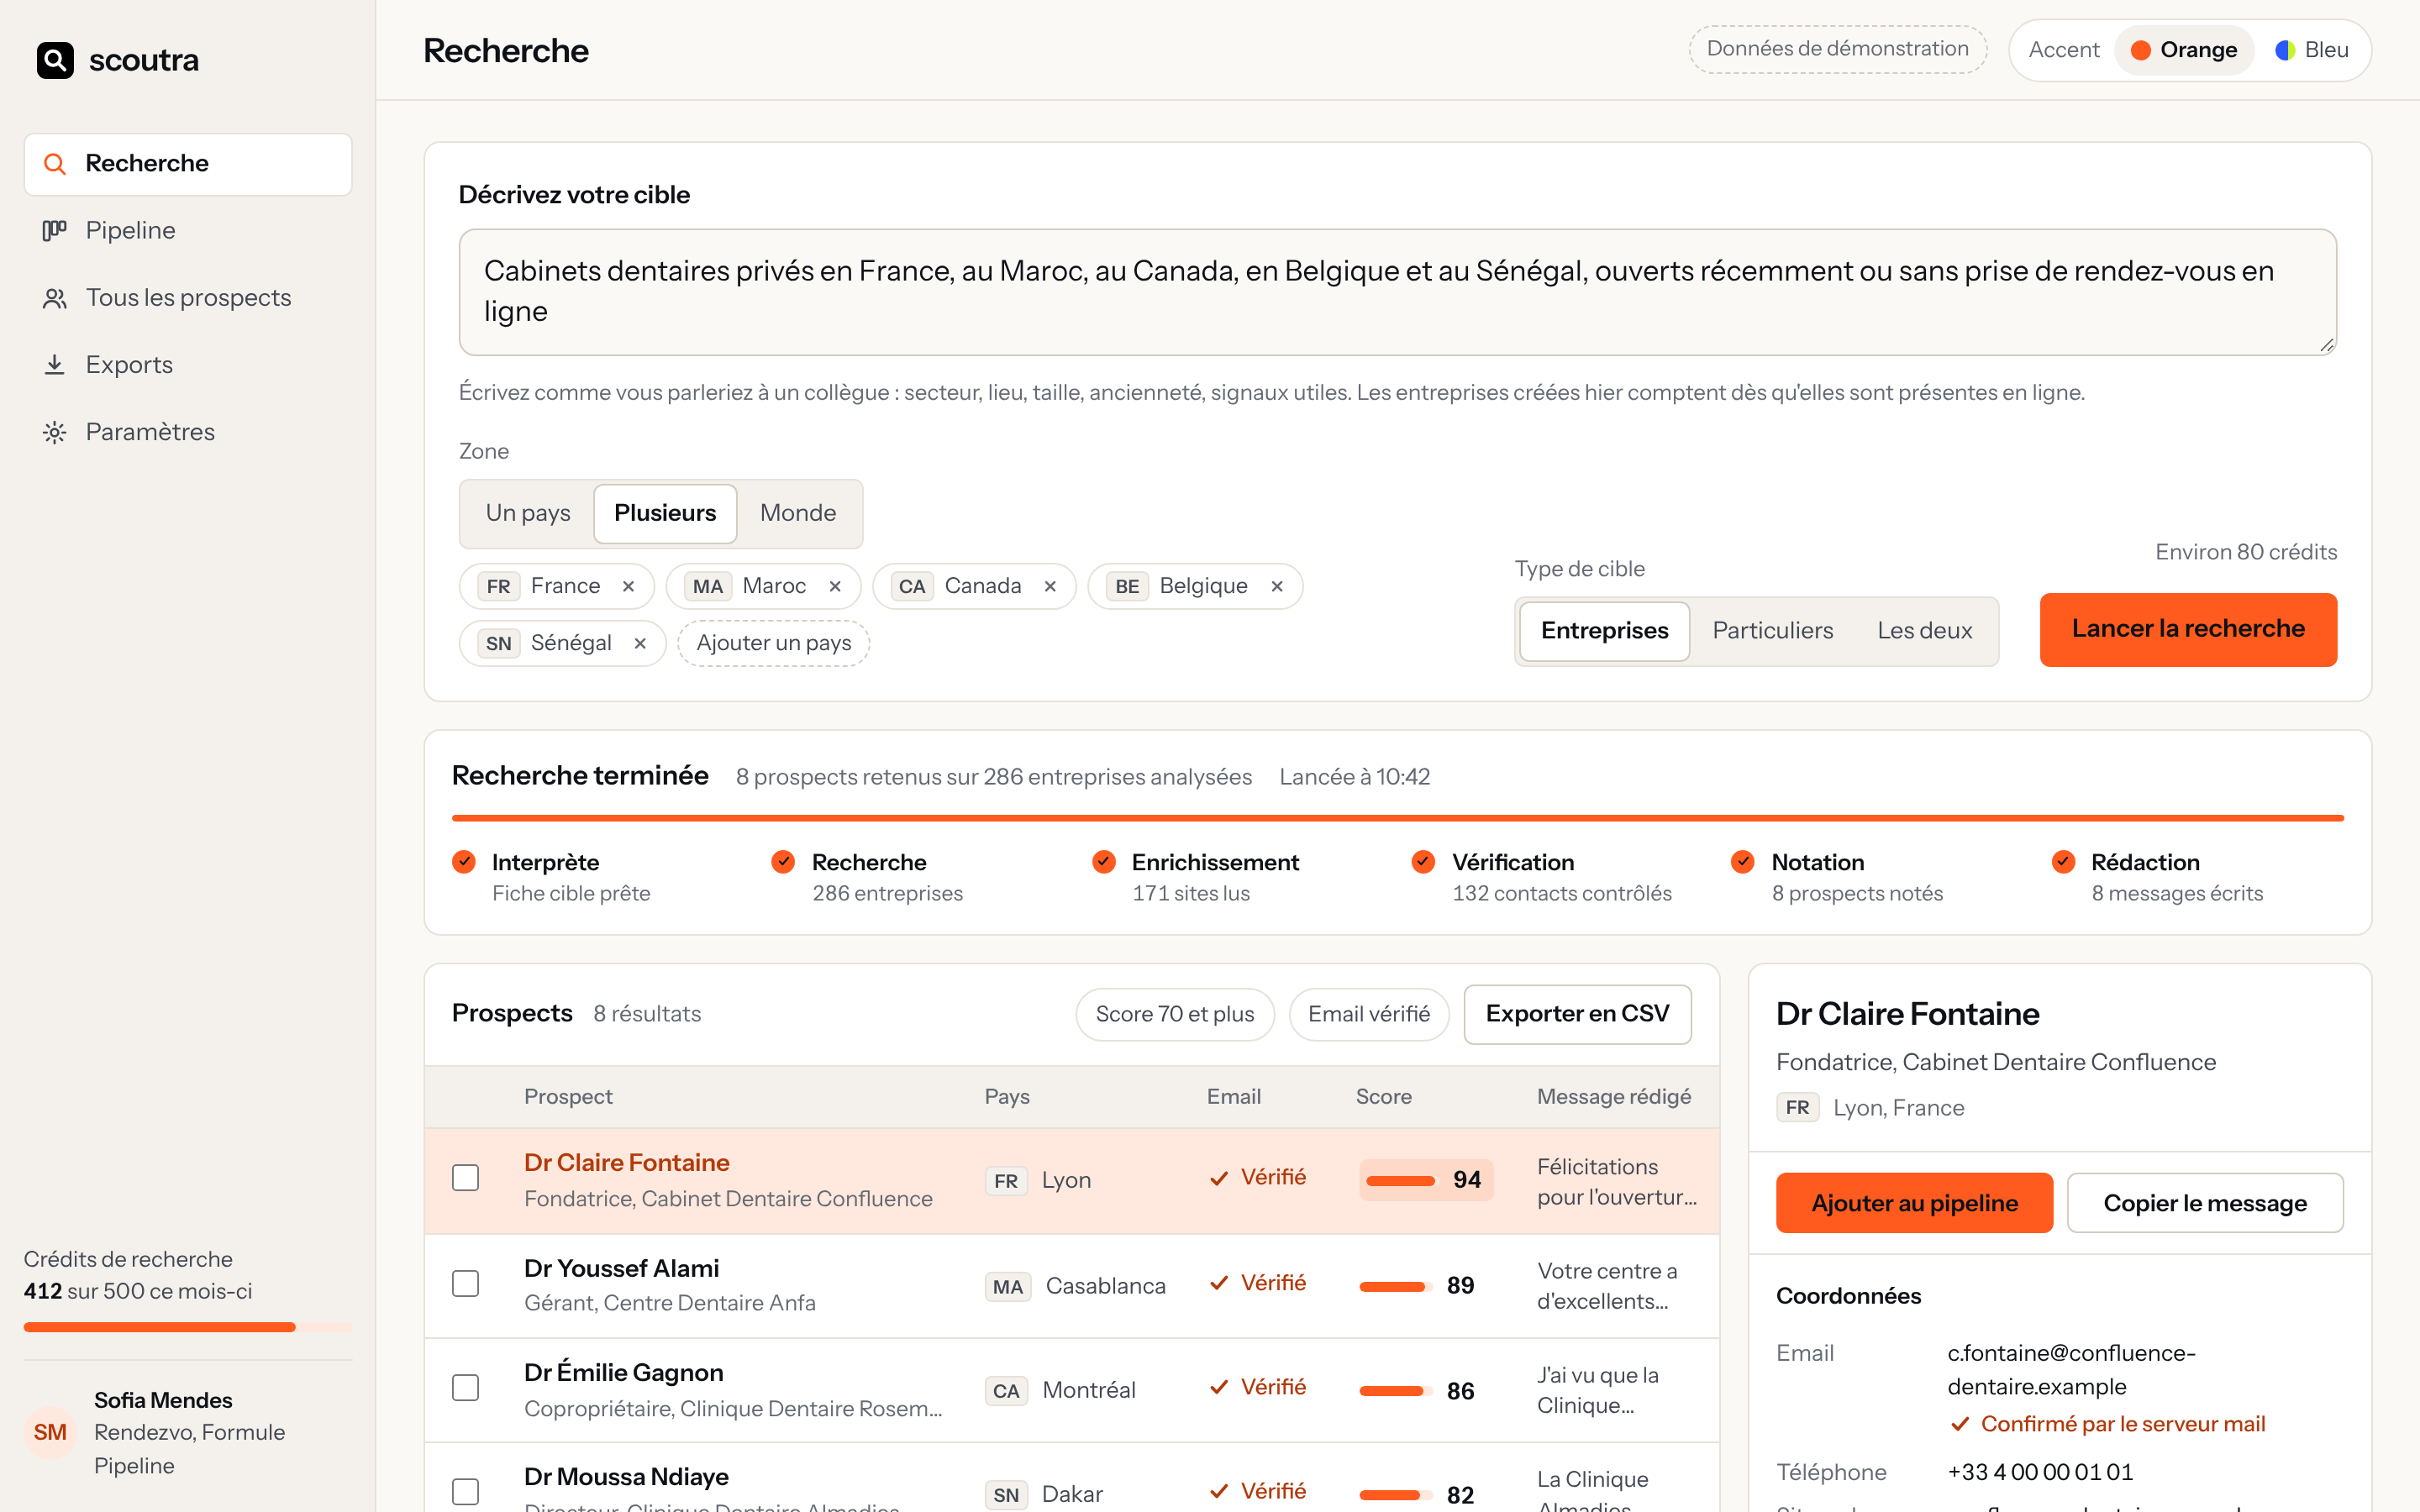 scoutra
Recherche
Pipeline
Tous les prospects
Exports
Paramètres
Crédits de recherche
412 sur 500 ce mois-ci
SM
Sofia Mendes
Rendezvo, Formule
Pipeline
Recherche
Données de démonstration
Accent
Orange
Bleu
Décrivez votre cible
Cabinets dentaires privés en France, au Maroc, au Canada, en Belgique et au Sénégal, ouverts récemment ou sans prise de rendez-vous en
ligne
Écrivez comme vous parleriez à un collègue : secteur, lieu, taille, ancienneté, signaux utiles. Les entreprises créées hier comptent dès qu'elles sont présentes en ligne.
Zone
Un pays Plusieurs Monde
FR France × MA Maroc × CA Canada × BE Belgique ×
SN Sénégal × Ajouter un pays
Type de cible
Entreprises Particuliers Les deux
Environ 80 crédits
Lancer la recherche
Recherche terminée 8 prospects retenus sur 286 entreprises analysées Lancée à 10:42
Interprète
Fiche cible prête
Recherche
286 entreprises
Enrichissement
171 sites lus
Vérification
132 contacts contrôlés
Notation
8 prospects notés
Rédaction
8 messages écrits
Prospects 8 résultats Score 70 et plus Email vérifié Exporter en CSV
Prospect Pays Email Score Message rédigé
Dr Claire Fontaine
Fondatrice, Cabinet Dentaire Confluence
FR Lyon
Vérifié
94
Félicitations
pour l'ouvertur...
Dr Youssef Alami
Gérant, Centre Dentaire Anfa
MA Casablanca
Vérifié
89
Votre centre a
d'excellents...
Dr Émilie Gagnon
Copropriétaire, Clinique Dentaire Rosem...
CA Montréal
Vérifié
86
J'ai vu que la
Clinique...
Dr Moussa Ndiaye
Directeur, Clinique Dentaire Almadies
SN Dakar
Vérifié
82
La Clinique
Almadies
Dr Claire Fontaine
Fondatrice, Cabinet Dentaire Confluence
FR Lyon, France
Ajouter au pipeline
Copier le message
Coordonnées
Email
c.fontaine@confluence-
dentaire.example
Confirmé par le serveur mail
Téléphone
+33 4 00 00 01 01